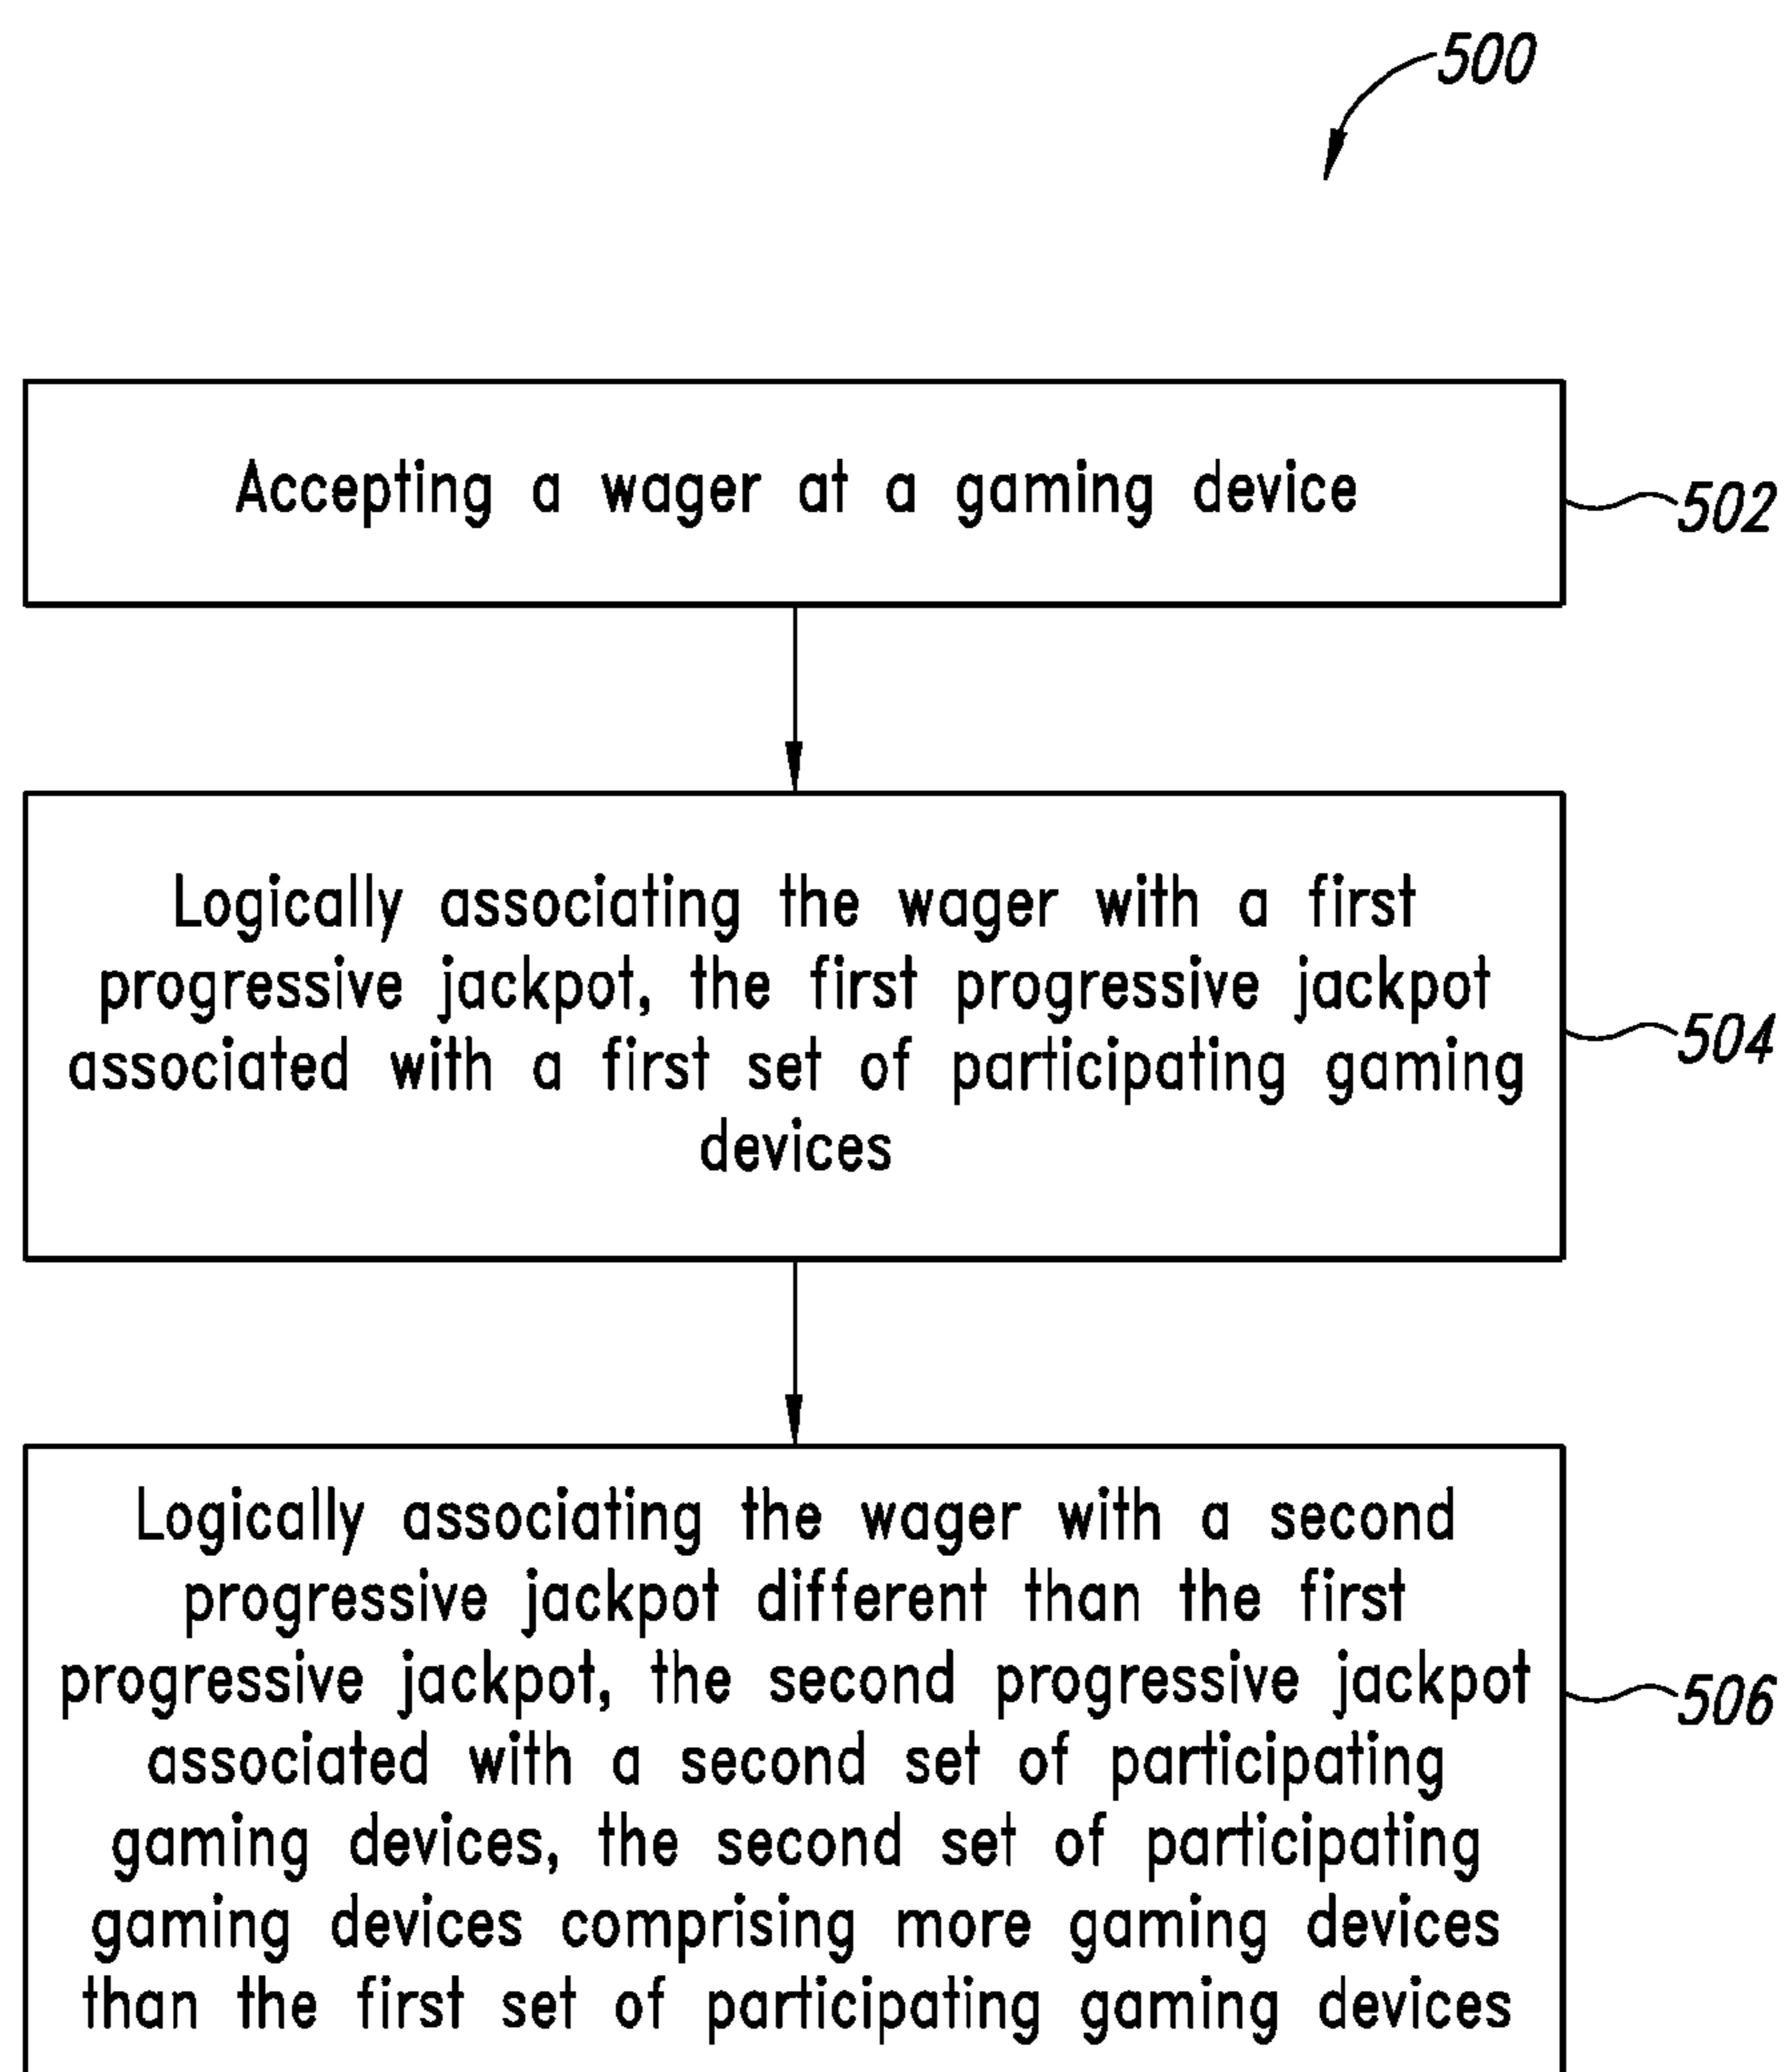 500
Accepting a wager at a gaming device
502
Logically associating the wager with a first
progressive jackpot, the first progressive jackpot
associated with a first set of participating gaming
devices
504
Logically associating the wager with a second
progressive jackpot different than the first
progressive jackpot, the second progressive jackpot
associated with a second set of participating
gaming devices, the second set of participating
gaming devices comprising more gaming devices
than the first set of participating gaming devices
506